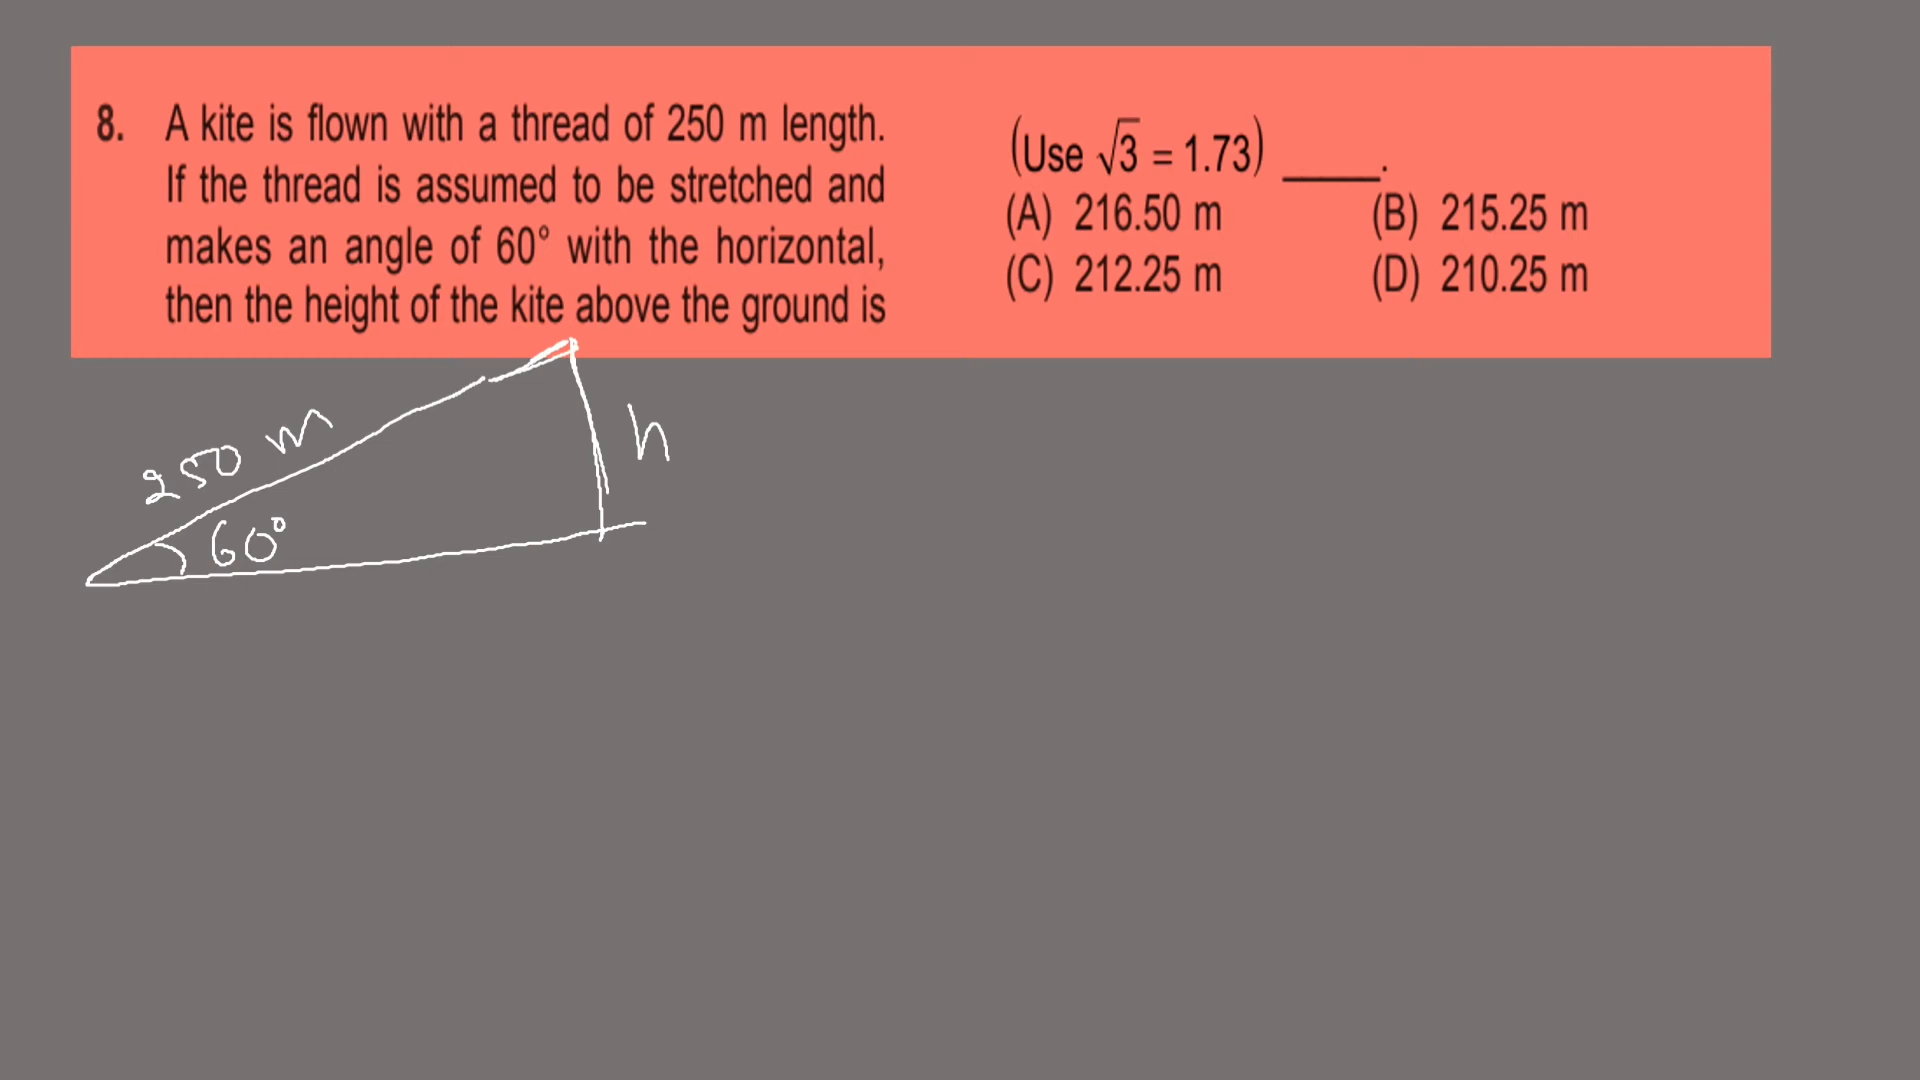 8. A kite is flown with a thread of 250 m length.
If the thread is assumed to be stretched and
makes an angle of 60° with the horizontal,
then the height of the kite above the ground is
(Use √3 = 1.73) _____.
(A) 216.50 m (B) 215.25 m
(C) 212.25 m (D) 210.25 m
250 m
h
60°